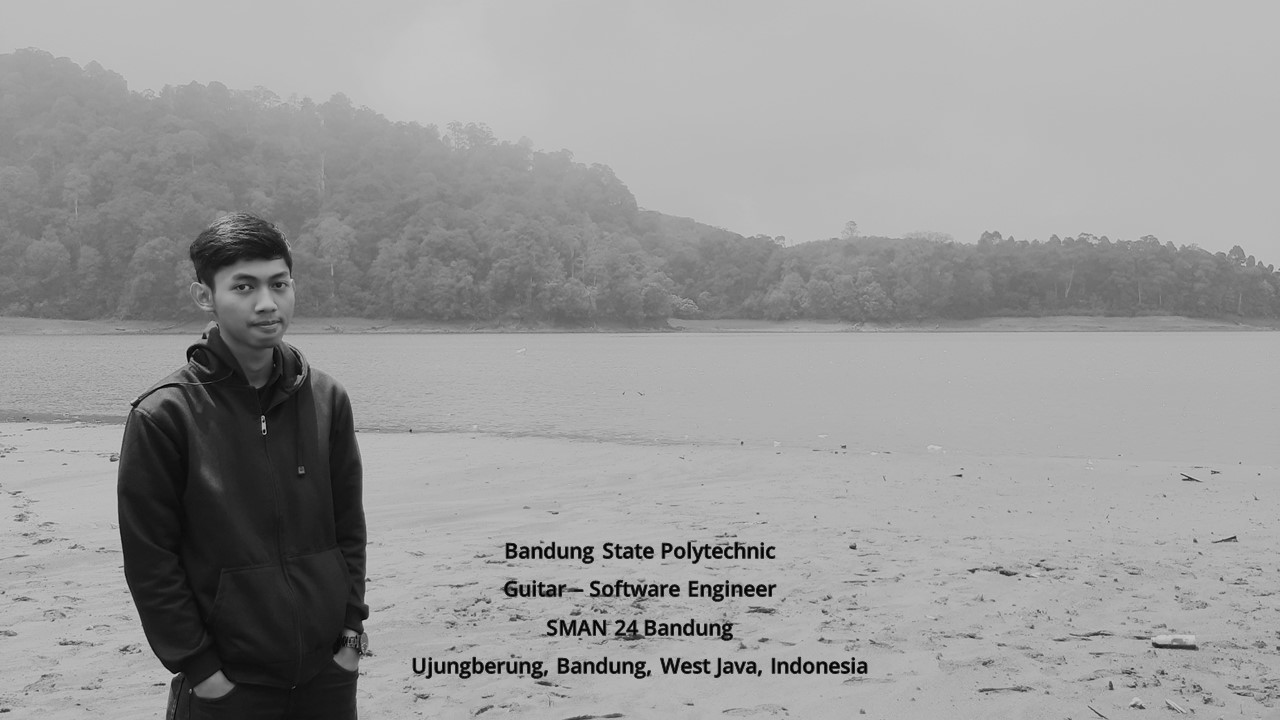 Bandung State Polytechnic
Guitar – Software Engineer
SMAN 24 Bandung
Ujungberung, Bandung, West Java, Indonesia